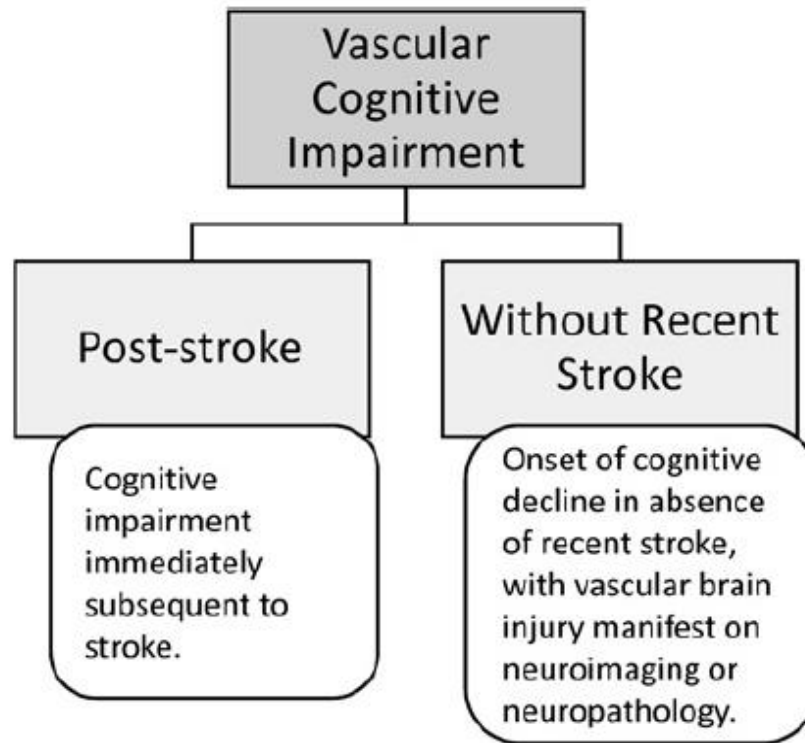 Vascular
Cognitive
Impairment
Post-stroke
Without Recent
Stroke
Cognitive
impairment
immediately
subsequent to
stroke.
Onset of cognitive
decline in absence
of recent stroke,
with vascular brain
injury manifest on
neuroimaging or
neuropathology.